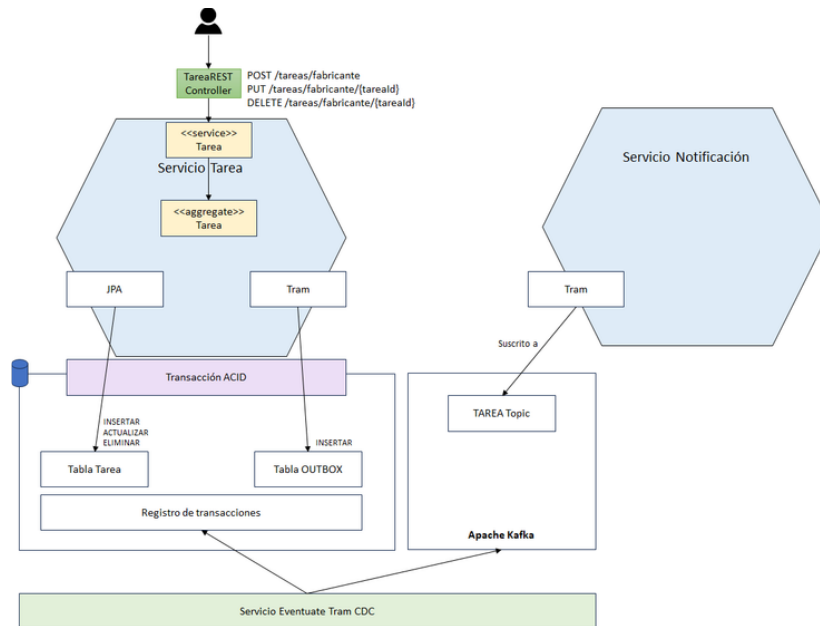 TareaREST
Controller
POST /tareas/fabricante
PUT /tareas/fabricante/{tareaId}
DELETE /tareas/fabricante/{tareaId}
<<service>>
Tarea
Servicio Tarea
<<aggregate>>
Tarea
JPA
Tram
Servicio Notificación
Tram
Suscrito a
Transacción ACID
INSERTAR
ACTUALIZAR
ELIMINAR
INSERTAR
Tabla Tarea
Tabla OUTBOX
Registro de transacciones
TAREA Topic
Apache Kafka
Servicio Eventuate Tram CDC